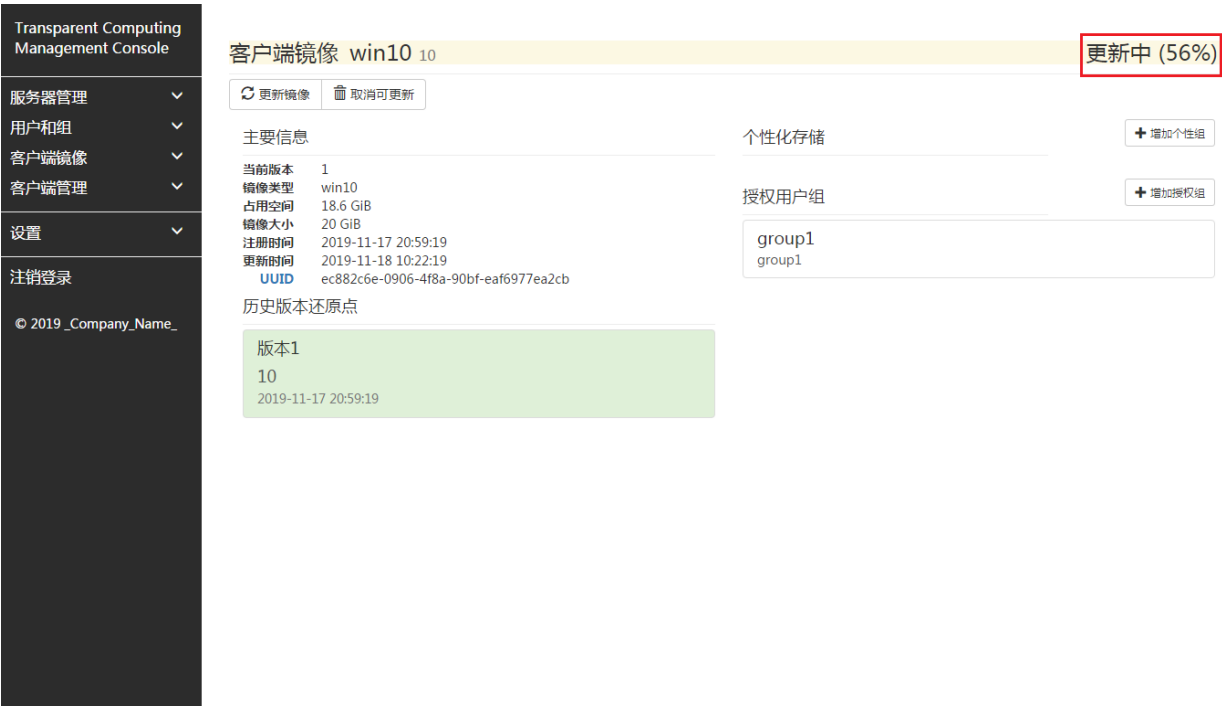 Transparent Computing
Management Console
服务器管理
用户和组
客户端镜像
客户端管理
设置
注销登录
© 2019 _Company_Name_
客户端镜像 win10 10
更新中 (56%)
更新镜像 取消可更新
主要信息
当前版本 1
镜像类型 win10
占用空间 18.6 GiB
镜像大小 20 GiB
注册时间 2019-11-17 20:59:19
更新时间 2019-11-18 10:22:19
UUID ec882c6e-0906-4f8a-90bf-eaf6977ea2cb
历史版本还原点
版本1
10
2019-11-17 20:59:19
个性化存储
增加个性组
授权用户组
增加授权组
group1
group1